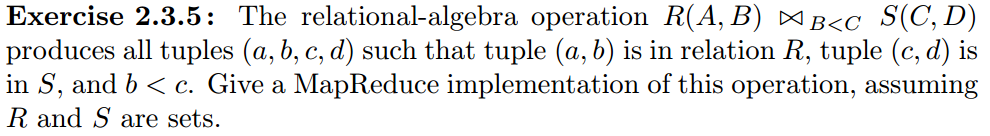 Exercise 2.3.5: The relational-algebra operation R(A, B) ⋈ B<C S(C, D)
produces all tuples (a, b, c, d) such that tuple (a, b) is in relation R, tuple (c, d) is
in S, and b < c. Give a MapReduce implementation of this operation, assuming
R and S are sets.